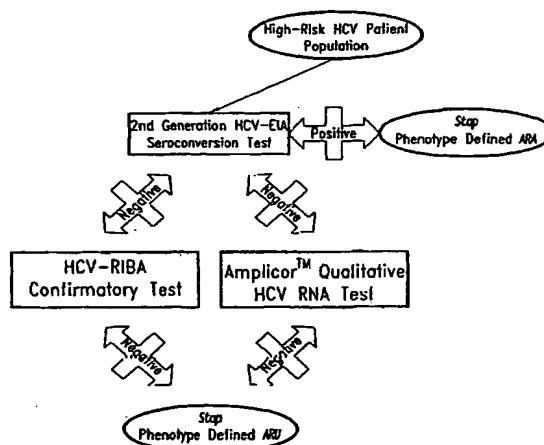 High-Risk HCV Patient
Population
2nd Generation HCV-EIA
Seroconversion Test
Positive
Stop
Phenotype Defined ARA
Negative
Negative
HCV-RIBA
Confirmatory Test
Amplicor™ Qualitative
HCV RNA Test
Negative
Negative
Stop
Phenotype Defined ARU